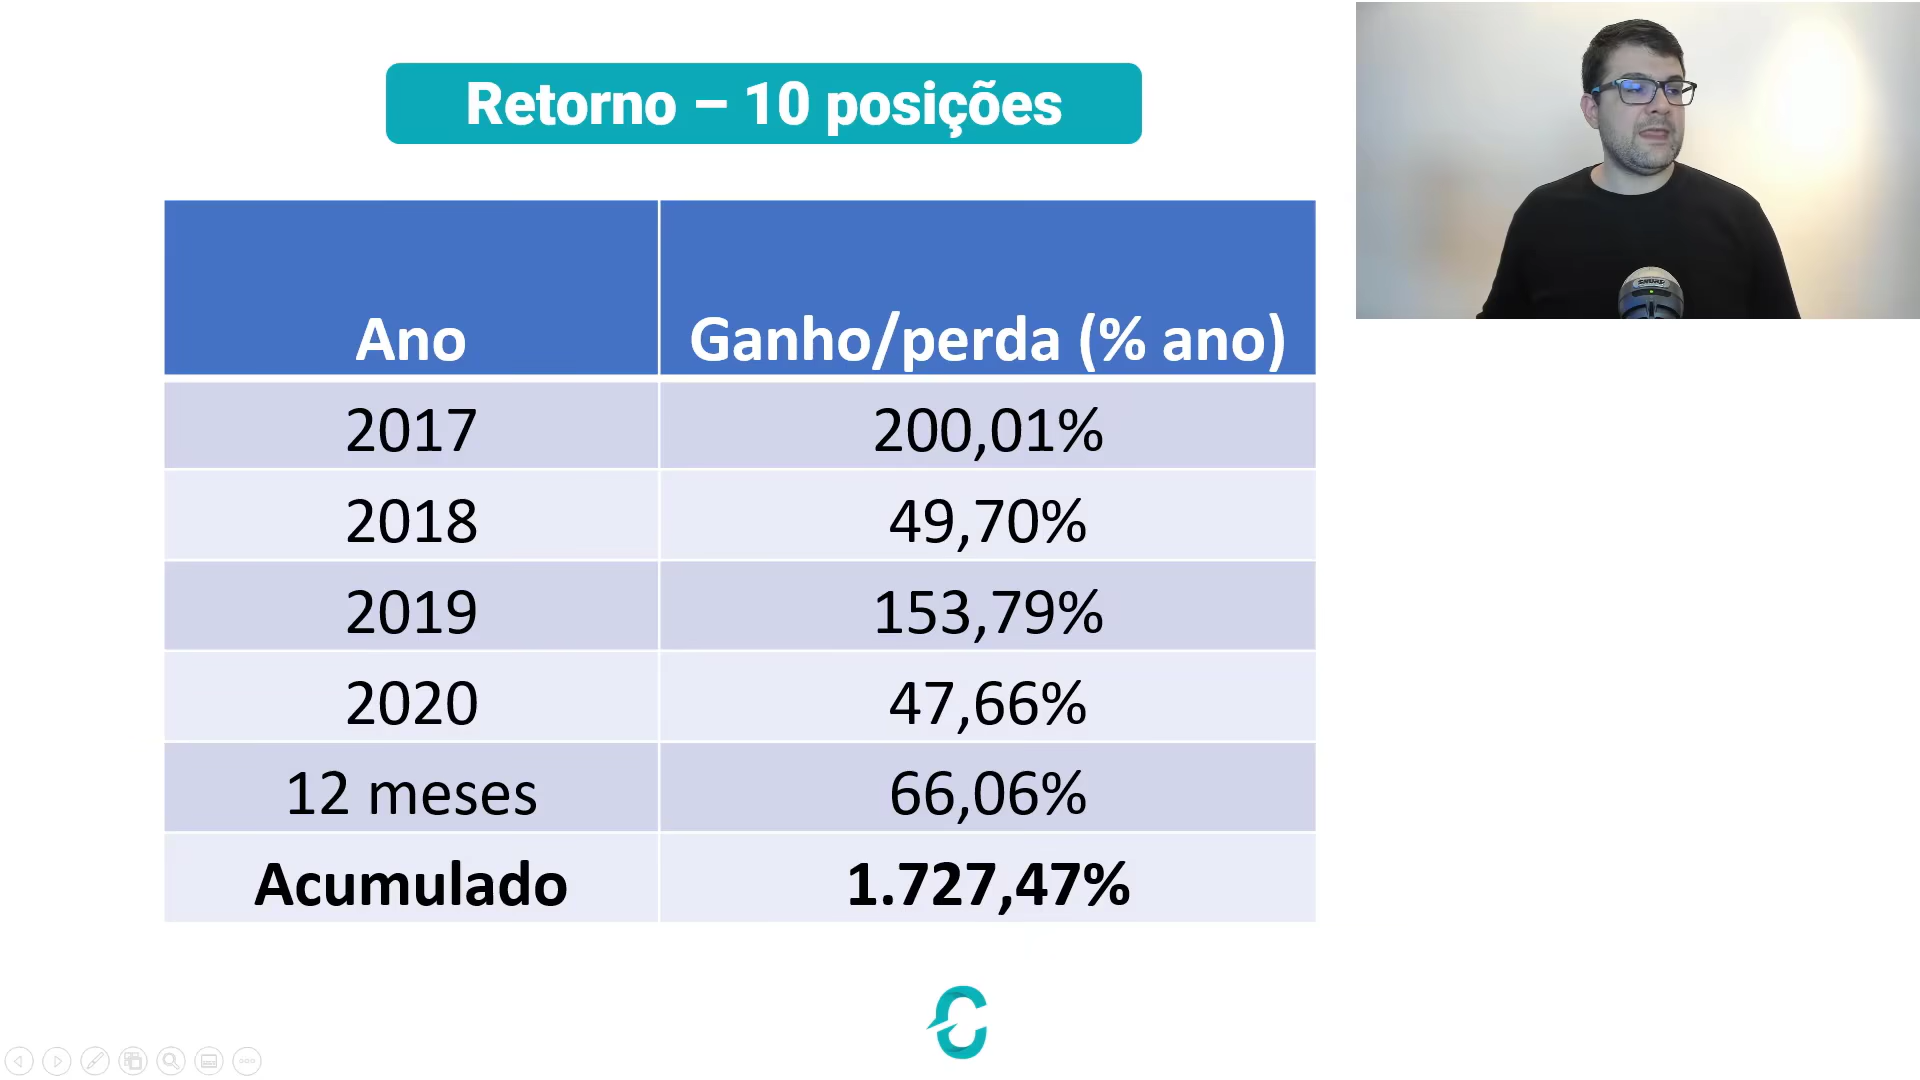 Retorno – 10 posições
Ano Ganho/perda (% ano)
2017 200,01%
2018 49,70%
2019 153,79%
2020 47,66%
12 meses 66,06%
Acumulado 1.727,47%